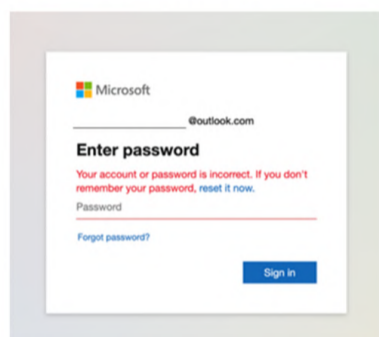 Microsoft
@outlook.com
Enter password
Your account or password is incorrect. If you don't
remember your password, reset it now.
Password
Forgot password?
Sign in